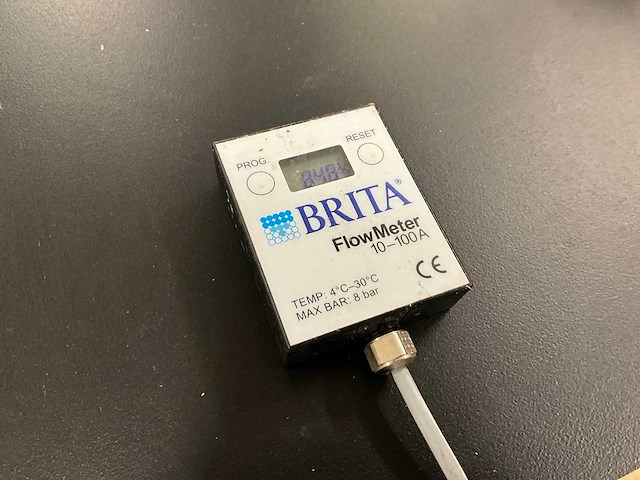 PROG. RESET
BRITA®
FlowMeter
10–100A
CE
TEMP: 4°C–30°C
MAX BAR: 8 bar